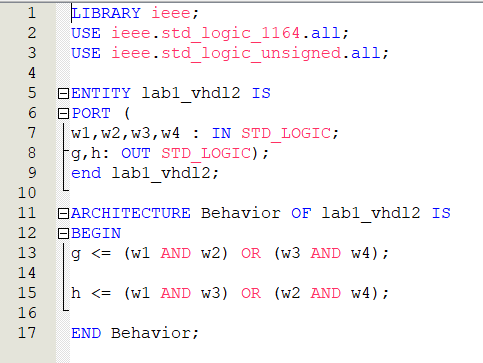 1 LIBRARY ieee;
2 USE ieee.std_logic_1164.all;
3 USE ieee.std_logic_unsigned.all;
4
5 ENTITY lab1_vhdl2 IS
6 PORT (
7 w1,w2,w3,w4 : IN STD_LOGIC;
8 g,h: OUT STD_LOGIC);
9 end lab1_vhdl2;
10
11 ARCHITECTURE Behavior OF lab1_vhdl2 IS
12 BEGIN
13 g <= (w1 AND w2) OR (w3 AND w4);
14
15 h <= (w1 AND w3) OR (w2 AND w4);
16
17 END Behavior;